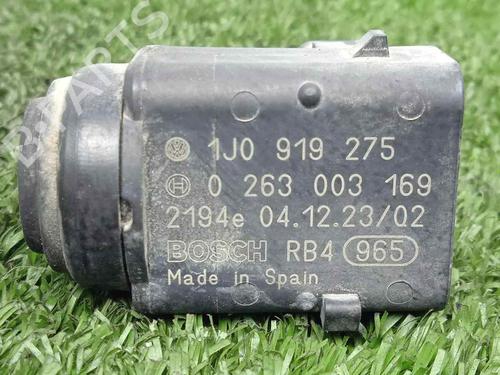 1J0 919 275
0 263 003 169
2194e 04.12.23/02
BOSCH RB4 965
Made in Spain